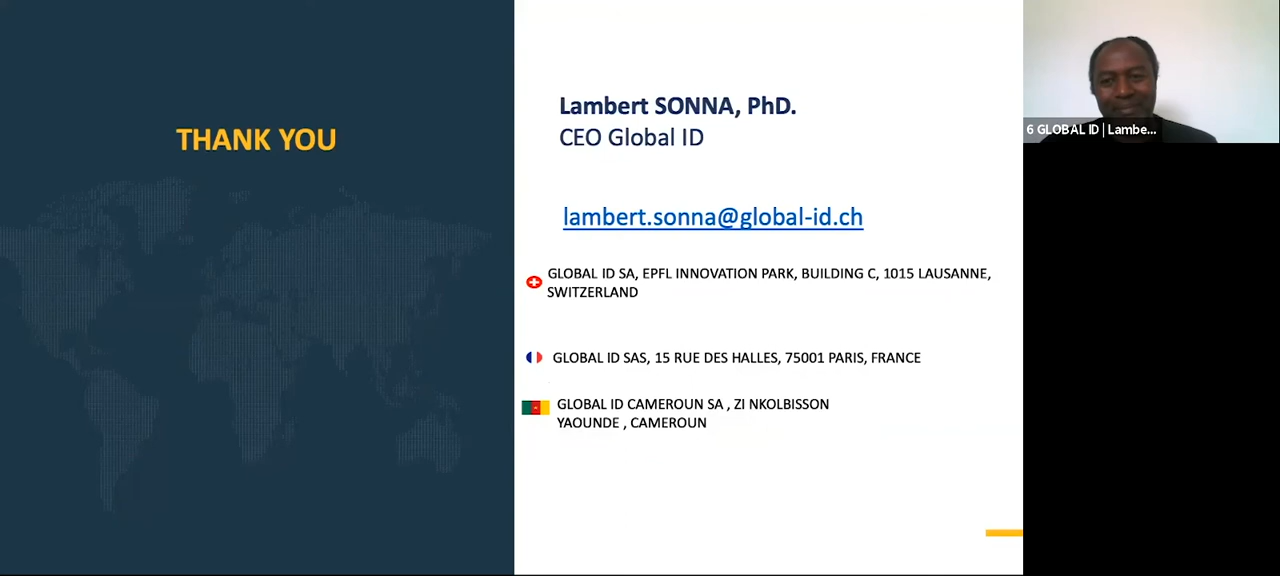 THANK YOU
Lambert SONNA, PhD.
CEO Global ID
lambert.sonna@global-id.ch
GLOBAL ID SA, EPFL INNOVATION PARK, BUILDING C, 1015 LAUSANNE,
SWITZERLAND
GLOBAL ID SAS, 15 RUE DES HALLES, 75001 PARIS, FRANCE
GLOBAL ID CAMEROUN SA , ZI NKOLBISSON
YAOUNDE , CAMEROUN
6 GLOBAL ID | Lambe...